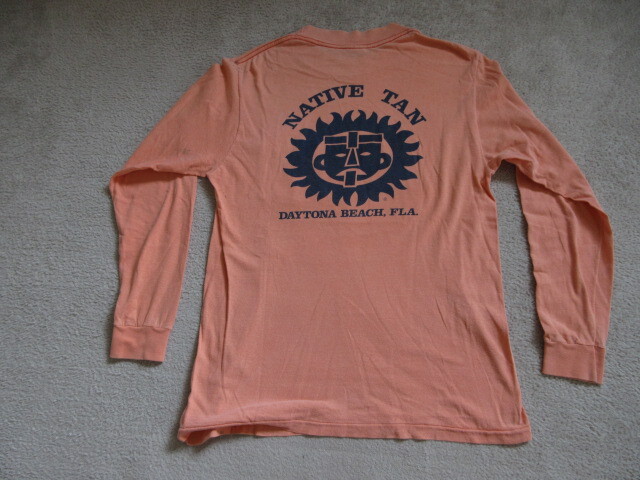 NATIVE TAN
DAYTONA BEACH, FLA.